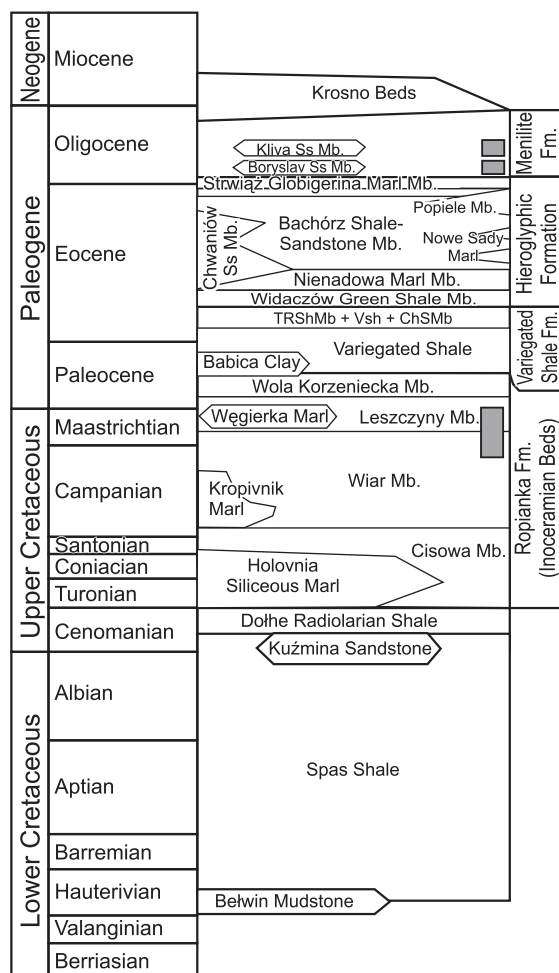 Neogene
Miocene
Krosno Beds
Paleogene
Oligocene
Kliva Ss Mb.
Boryslav Ss Mb.
Menilite
Fm.
Strwiąż Globigerina Marl Mb.
Eocene
Chwaniów
Ss Mb.
Bachórz Shale-
Sandstone Mb.
Popiele Mb.
Nowe Sady
Marl
Nienadowa Marl Mb.
Hieroglyphic
Formation
Widaczów Green Shale Mb.
TRShMb + Vsh + ChSMb
Variegated Shale
Variegated
Shale Fm.
Paleocene
Babica Clay
Wola Korzeniecka Mb.
Upper Cretaceous
Maastrichtian
Węgierka Marl
Leszczyny Mb.
Campanian
Kropivnik
Marl
Wiar Mb.
Ropianka Fm.
(Inoceramian Beds)
Santonian
Coniacian
Turonian
Holovnia
Siliceous Marl
Cisowa Mb.
Cenomanian
Dołhe Radiolarian Shale
Kuźmina Sandstone
Lower Cretaceous
Albian
Aptian
Spas Shale
Barremian
Hauterivian
Bełwin Mudstone
Valanginian
Berriasian